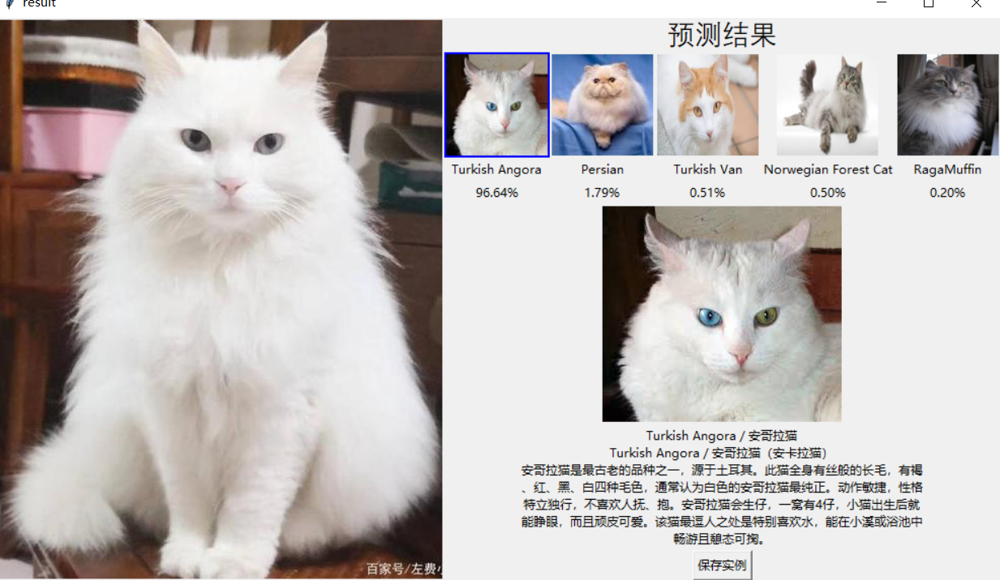 result
预测结果
Turkish Angora
Persian
Turkish Van
Norwegian Forest Cat
RagaMuffin
96.64%
1.79%
0.51%
0.50%
0.20%
Turkish Angora / 安哥拉猫
Turkish Angora / 安哥拉猫（安卡拉猫）
安哥拉猫是最古老的品种之一，源于土耳其。此猫全身有丝般的长毛，有褐
、红、黑、白四种毛色，通常认为白色的安哥拉猫最纯正。动作敏捷，性格
特立独行，不喜欢人抚、抱。安哥拉猫会生仔，一窝有4仔，小猫出生后就
能睁眼，而且顽皮可爱。该猫最逗人之处是特别喜欢水，能在小溪或浴池中
畅游且憩态可掬。
百家号/左费小
保存实例